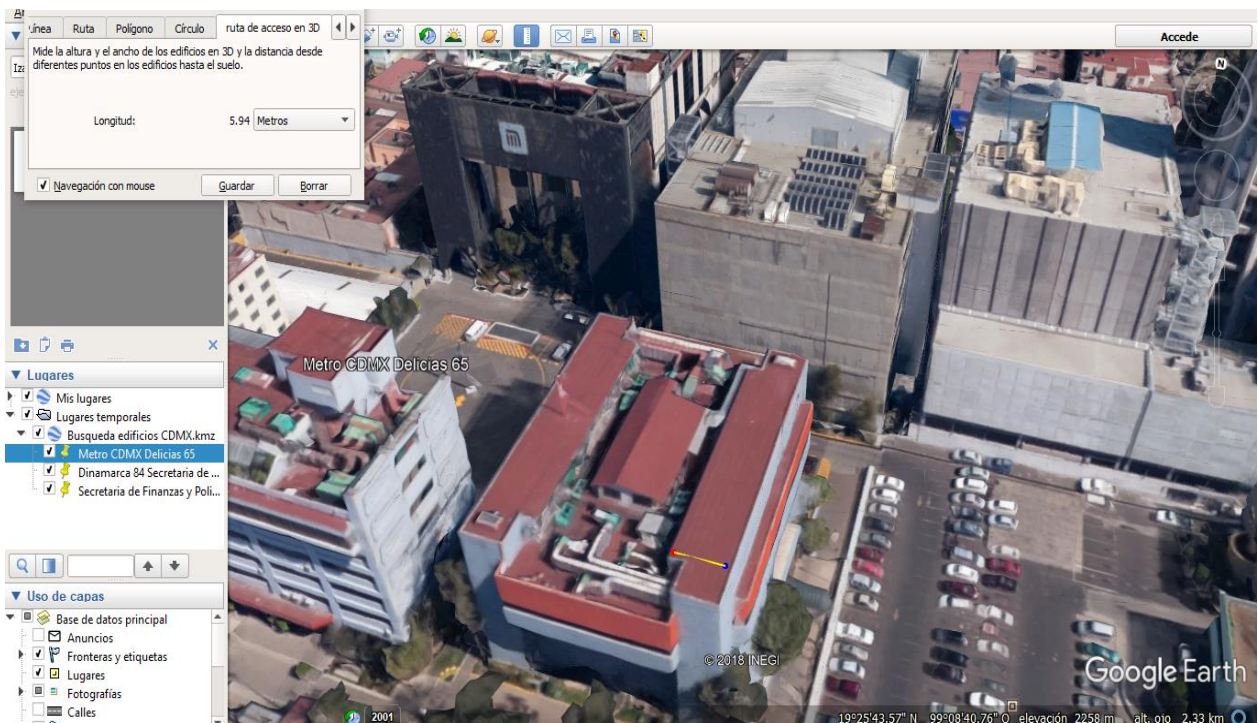 Línea Ruta Polígono Círculo ruta de acceso en 3D
Mide la altura y el ancho de los edificios en 3D y la distancia desde
diferentes puntos en los edificios hasta el suelo.
Longitud: 5.94 Metros
Navegación con mouse Guardar Borrar
Accede
N
Metro CDMX Delicias 65
Lugares
Mis lugares
Lugares temporales
Busqueda edificios CDMX.kmz
Metro CDMX Delicias 65
Dinamarca 84 Secretaria de ...
Secretaria de Finanzas y Poli...
Uso de capas
Base de datos principal
Anuncios
Fronteras y etiquetas
Lugares
Fotografías
Calles
© 2018 INEGI
Google Earth
2001
19°25'43.57" N 99°08'40.76" O elevación 2258 m alt. ojo 2.33 km